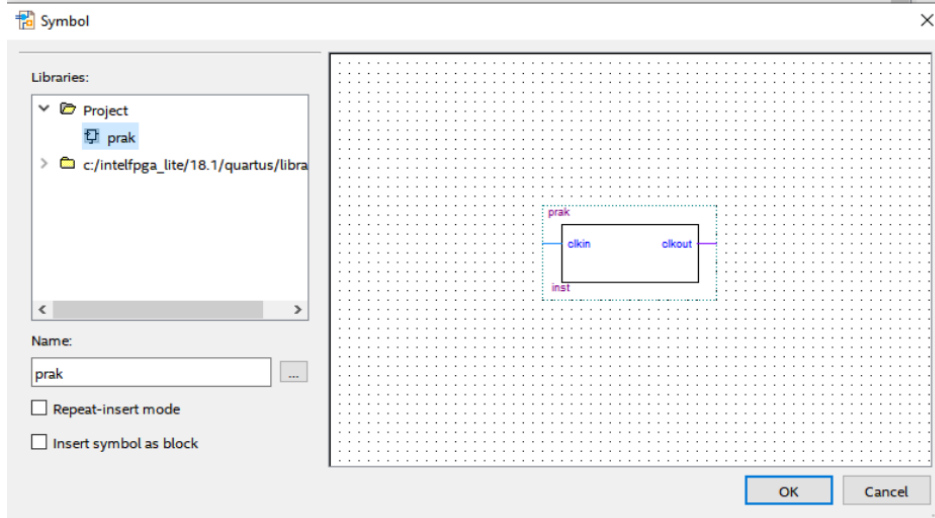 Symbol
Libraries:
Project
prak
c:/intelfpga_lite/18.1/quartus/libra
Name:
prak
...
Repeat-insert mode
Insert symbol as block
prak
clkin clkout
inst
OK Cancel